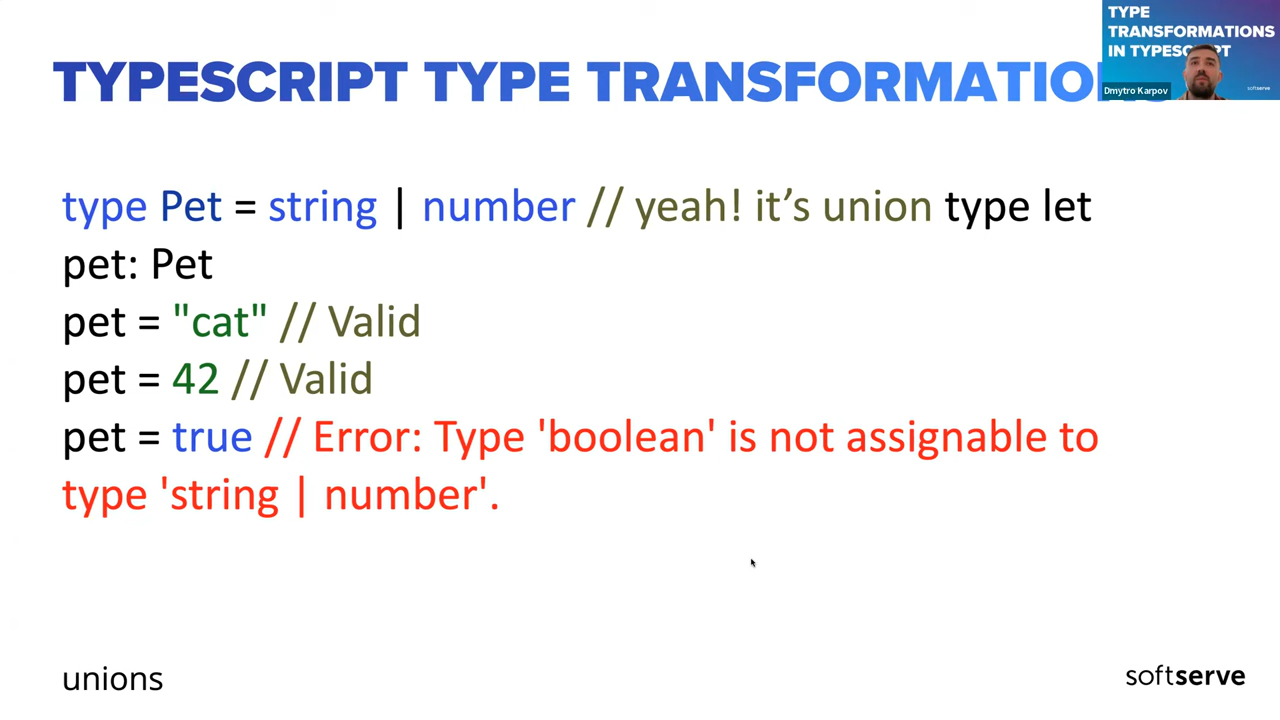 TYPESCRIPT TYPE TRANSFORMATIO
TYPE
TRANSFORMATIONS
IN TYPESCRIPT
Dmytro Karpov
softserve
type Pet = string | number // yeah! it’s union type let
pet: Pet
pet = "cat" // Valid
pet = 42 // Valid
pet = true // Error: Type 'boolean' is not assignable to
type 'string | number'.
unions
softserve